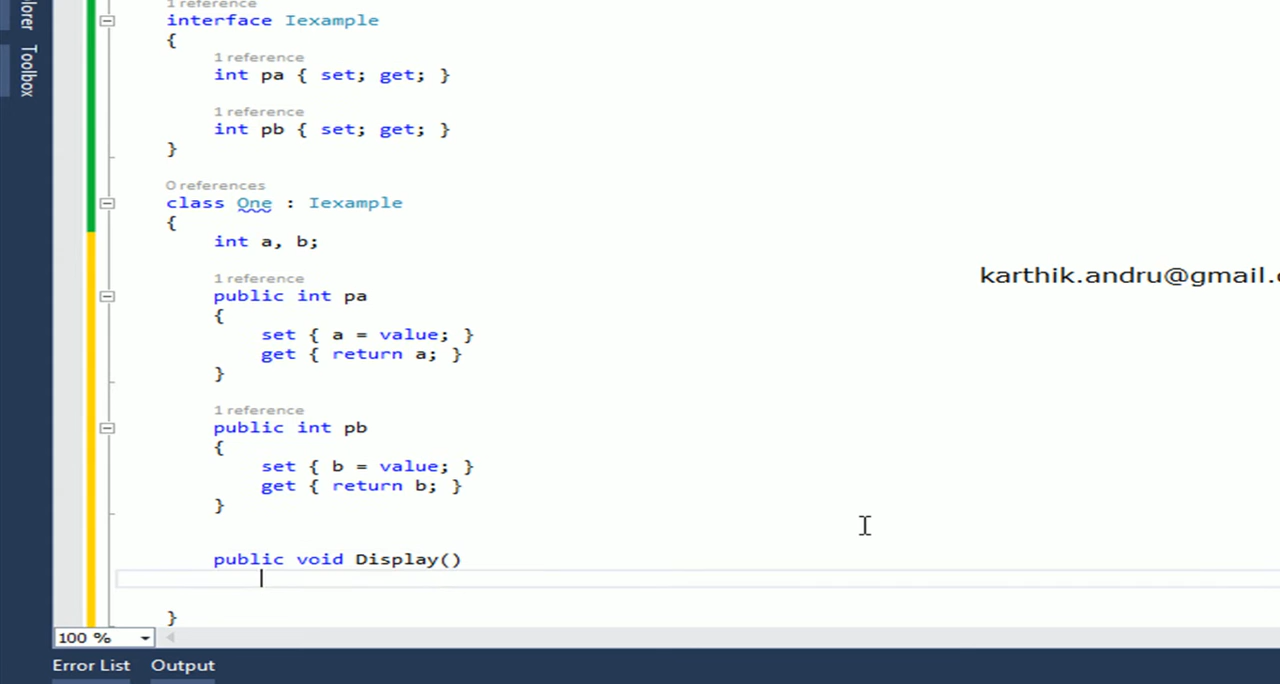 plorer
Toolbox
1 reference
interface Iexample
{
1 reference
int pa { set; get; }
1 reference
int pb { set; get; }
}
0 references
class One : Iexample
{
int a, b;
1 reference
public int pa
{
set { a = value; }
get { return a; }
}
1 reference
public int pb
{
set { b = value; }
get { return b; }
}
public void Display()
}
karthik.andru@gmail.c
100 %
Error List Output